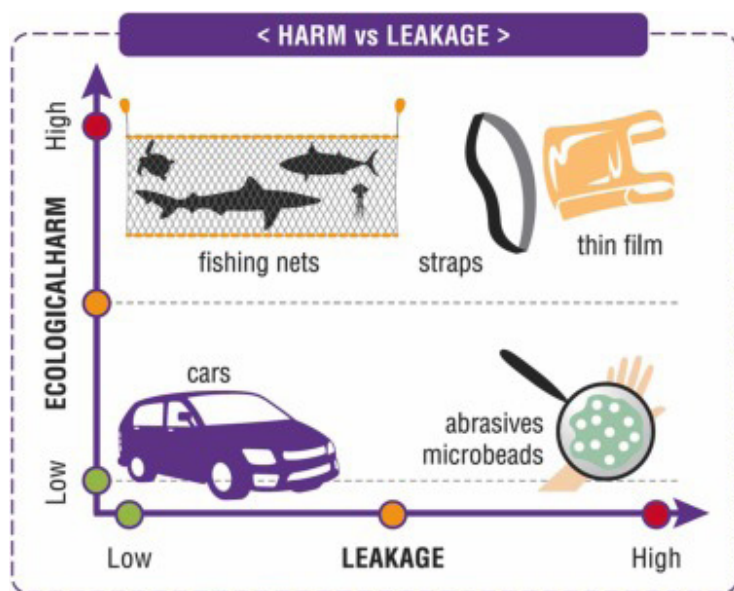 < HARM vs LEAKAGE >
High
fishing nets
straps
thin film
ECOLOGICALHARM
cars
abrasives
microbeads
Low
Low
LEAKAGE
High